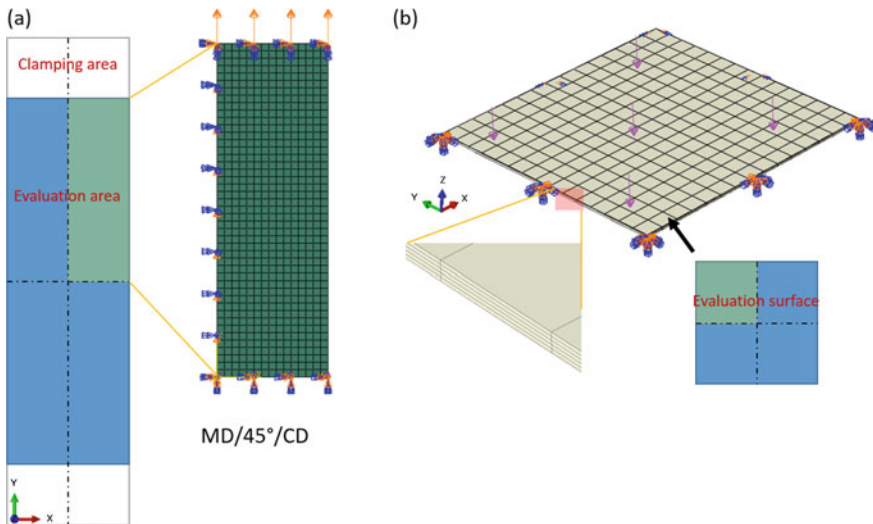 (a)
Clamping area
Evaluation area
Y
X
MD/45°/CD
(b)
Z
Y
X
Evaluation surface